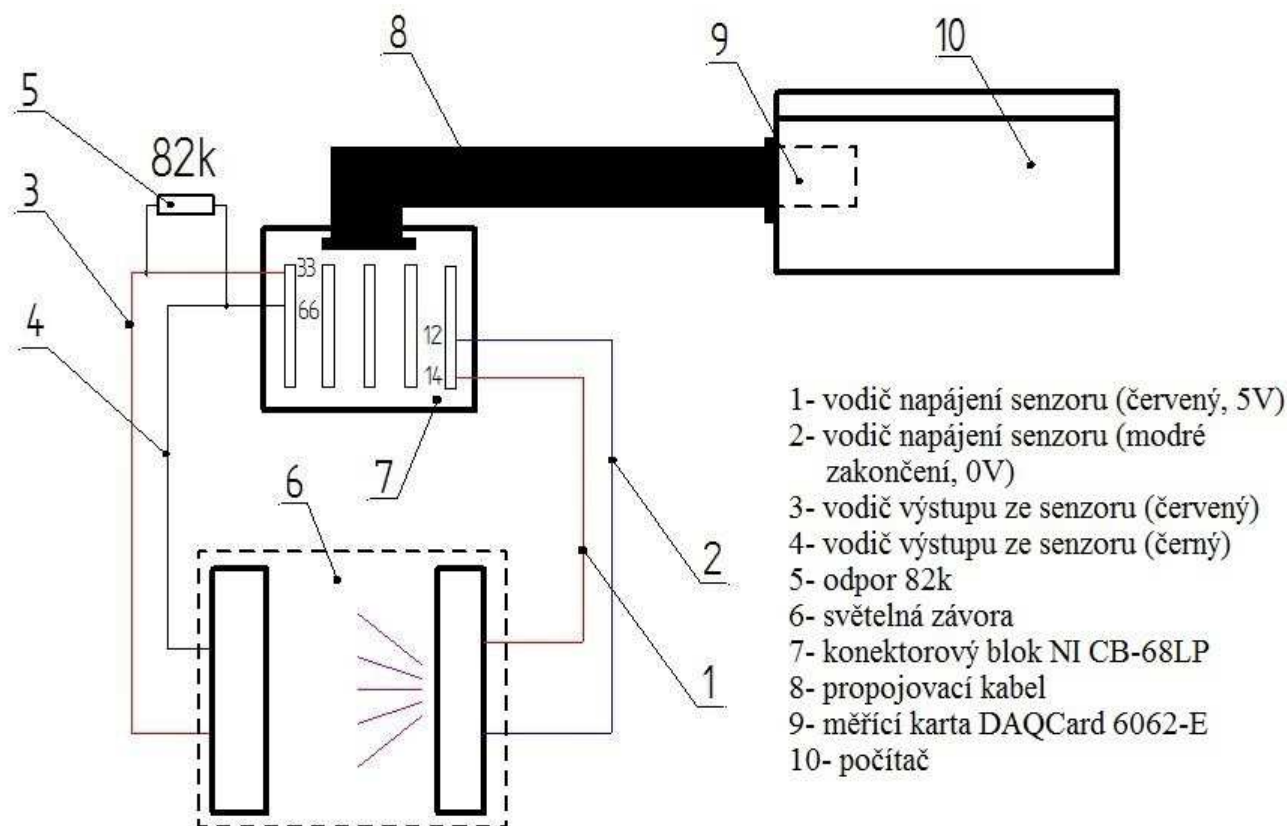 8
9
10
5
82k
3
33
66
4
12
14
7
6
2
1
1- vodič napájení senzoru (červený, 5V)
2- vodič napájení senzoru (modré
zakončení, 0V)
3- vodič výstupu ze senzoru (červený)
4- vodič výstupu ze senzoru (černý)
5- odpor 82k
6- světelná závora
7- konektorový blok NI CB-68LP
8- propojovací kabel
9- měřící karta DAQCard 6062-E
10- počítač